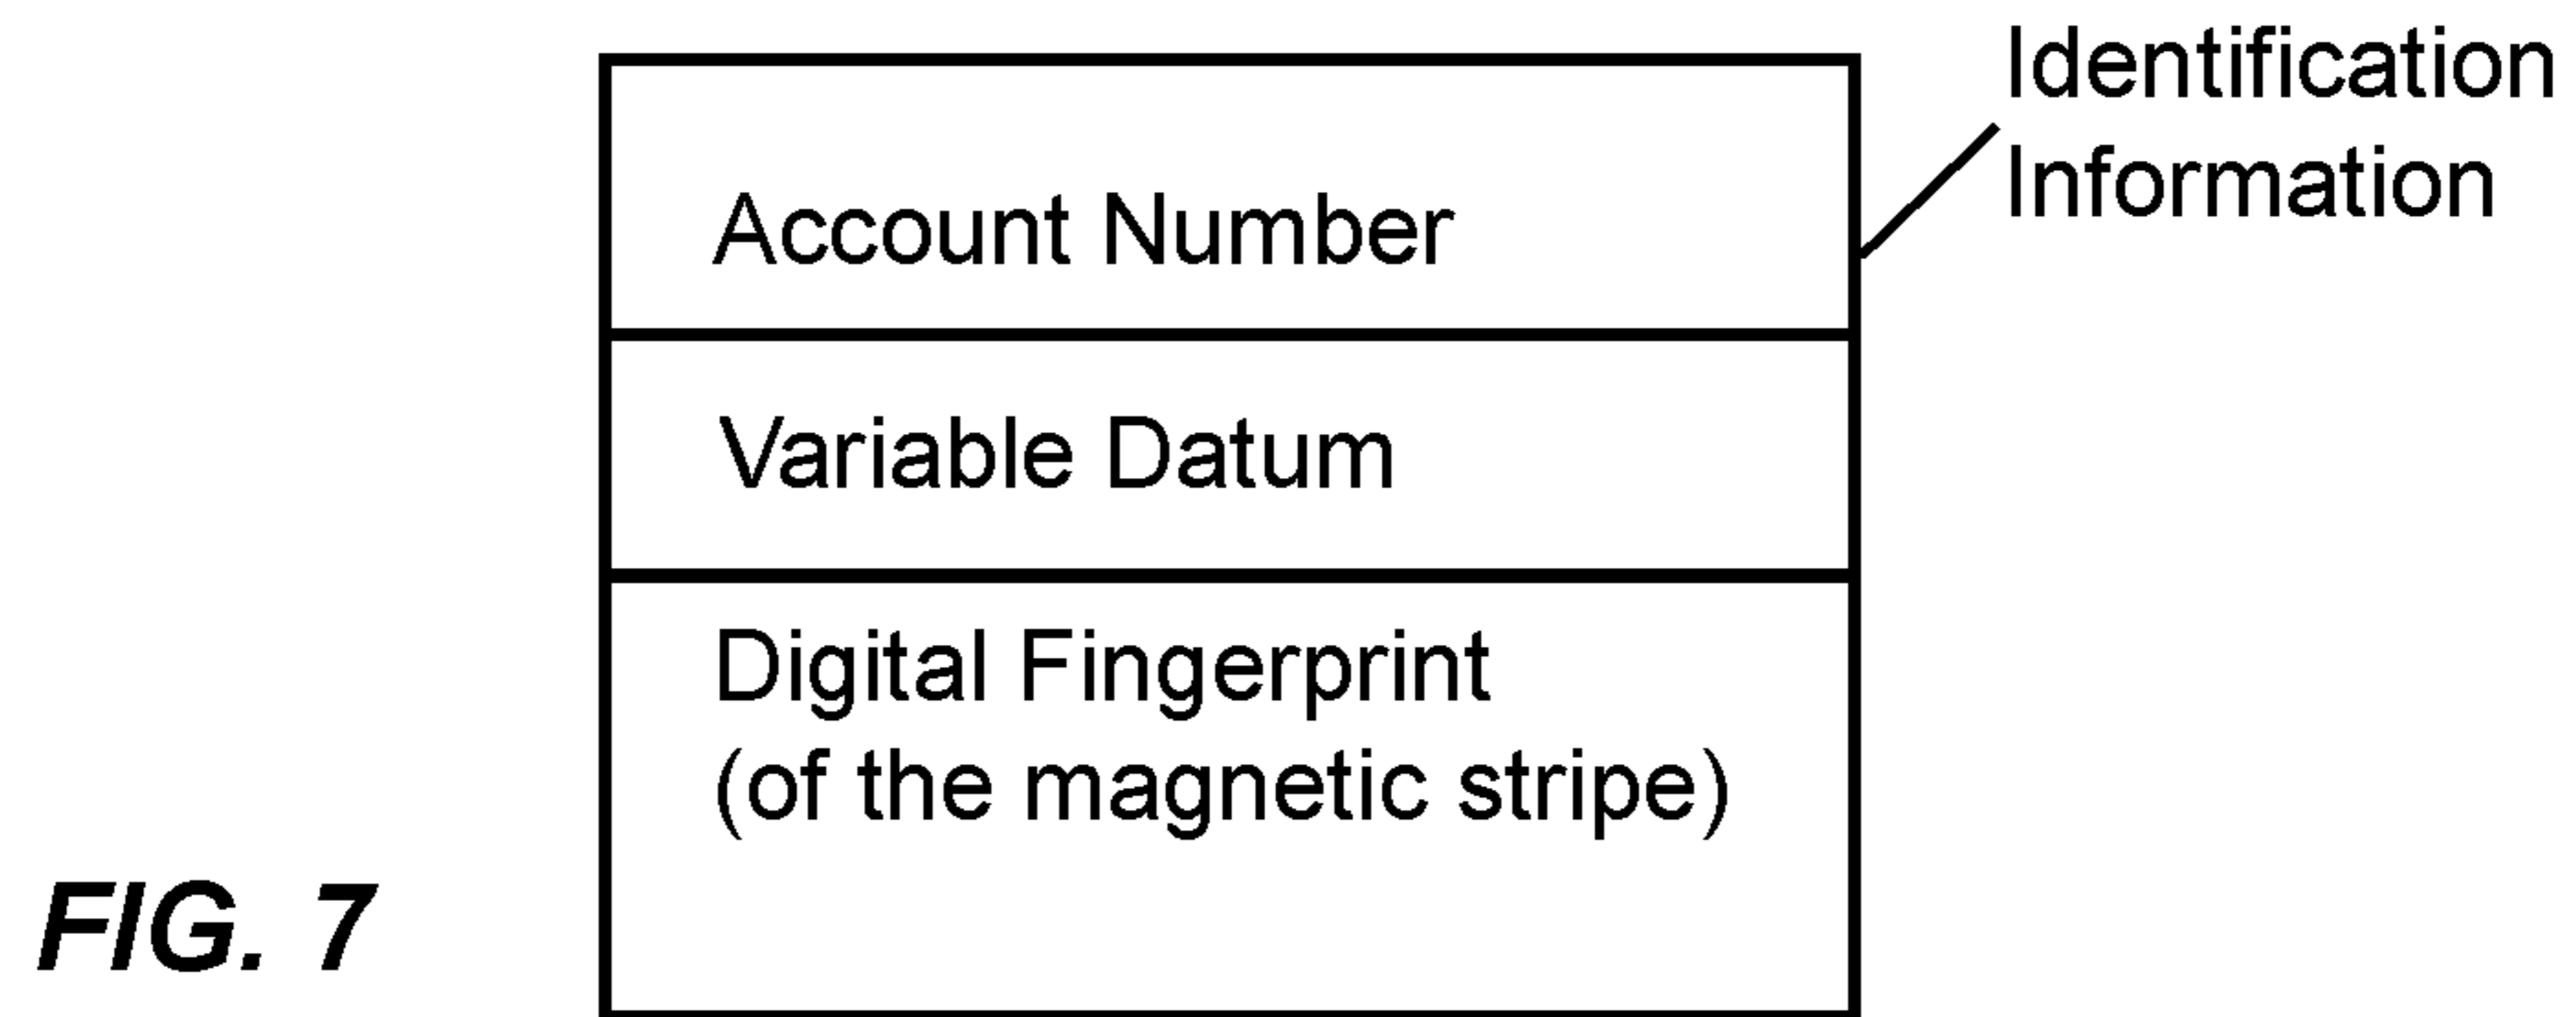 Identification
Information
Account Number
Variable Datum
Digital Fingerprint
(of the magnetic stripe)
FIG. 7